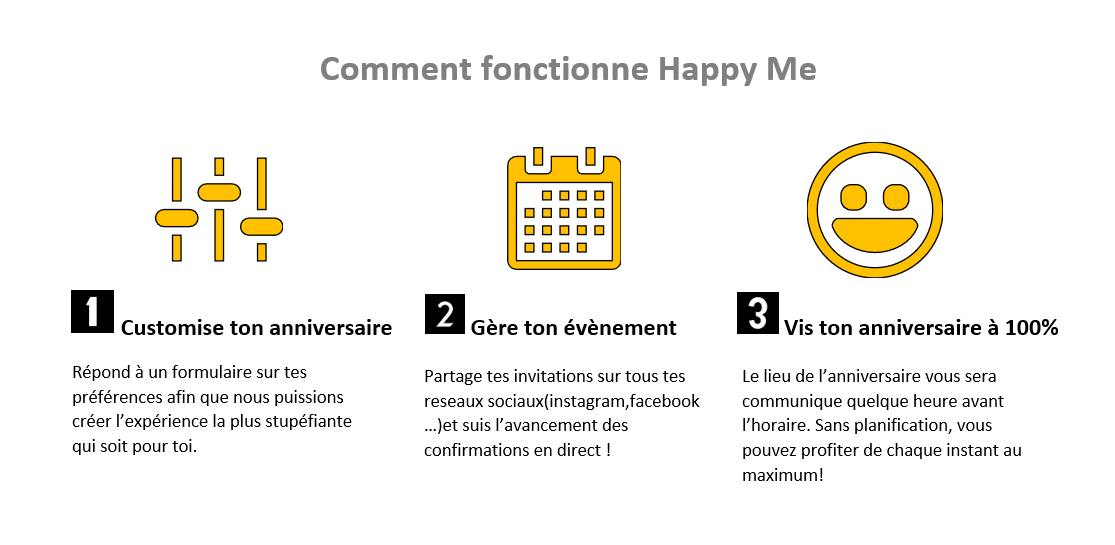 Comment fonctionne Happy Me
1 Customise ton anniversaire
Répond à un formulaire sur tes
préférences afin que nous puissions
créer l’expérience la plus stupéfiante
qui soit pour toi.
2 Gère ton évènement
Partage tes invitations sur tous tes
reseaux sociaux(instagram,facebook
…)et suis l’avancement des
confirmations en direct !
3 Vis ton anniversaire à 100%
Le lieu de l’anniversaire vous sera
communique quelque heure avant
l’horaire. Sans planification, vous
pouvez profiter de chaque instant au
maximum!